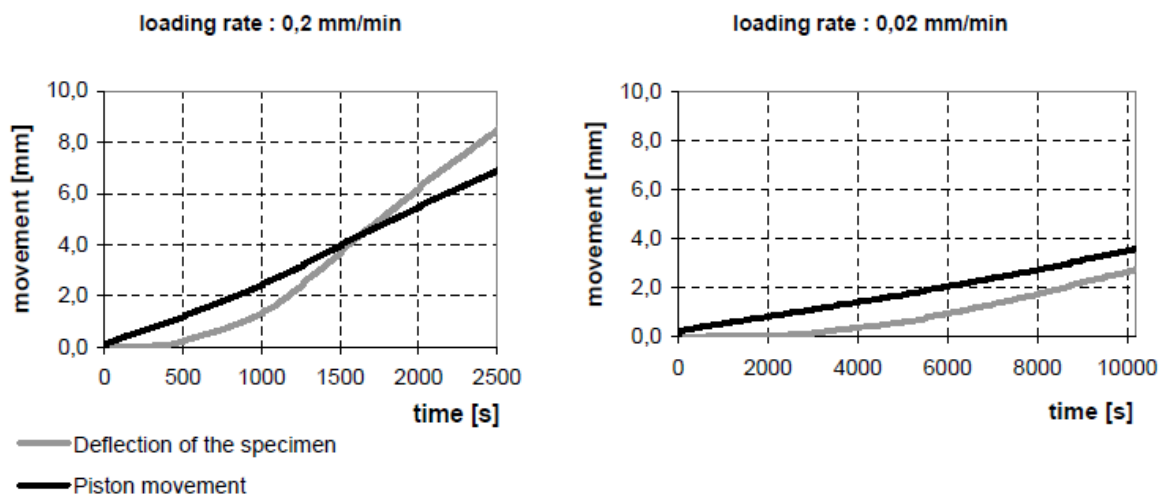 loading rate : 0,2 mm/min
10,0
8,0
6,0
4,0
2,0
0,0
movement [mm]
0 500 1000 1500 2000 2500
time [s]
Deflection of the specimen
Piston movement
loading rate : 0,02 mm/min
10,0
8,0
6,0
4,0
2,0
0,0
movement [mm]
0 2000 4000 6000 8000 10000
time [s]